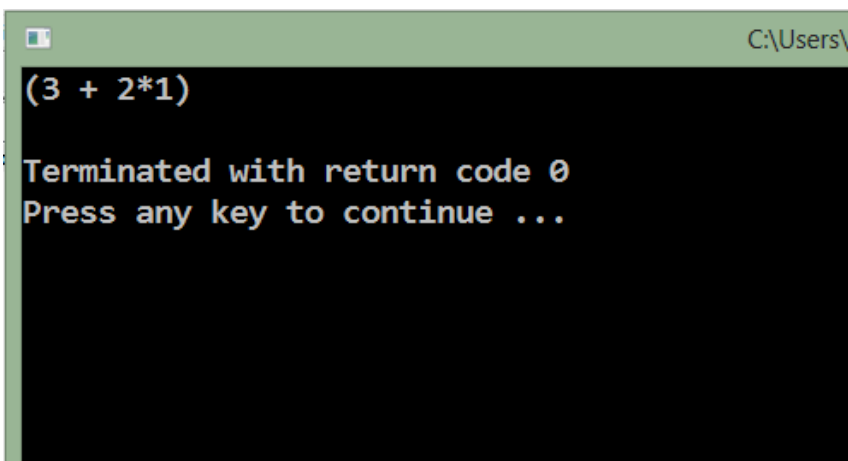 C:\Users\
(3 + 2*1)
Terminated with return code 0
Press any key to continue ...